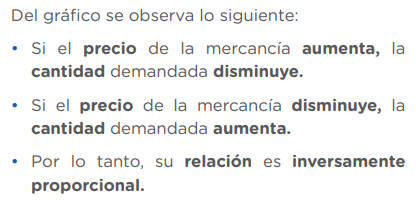 Del gráfico se observa lo siguiente:
• Si el precio de la mercancía aumenta, la
cantidad demandada disminuye.
• Si el precio de la mercancía disminuye, la
cantidad demandada aumenta.
• Por lo tanto, su relación es inversamente
proporcional.